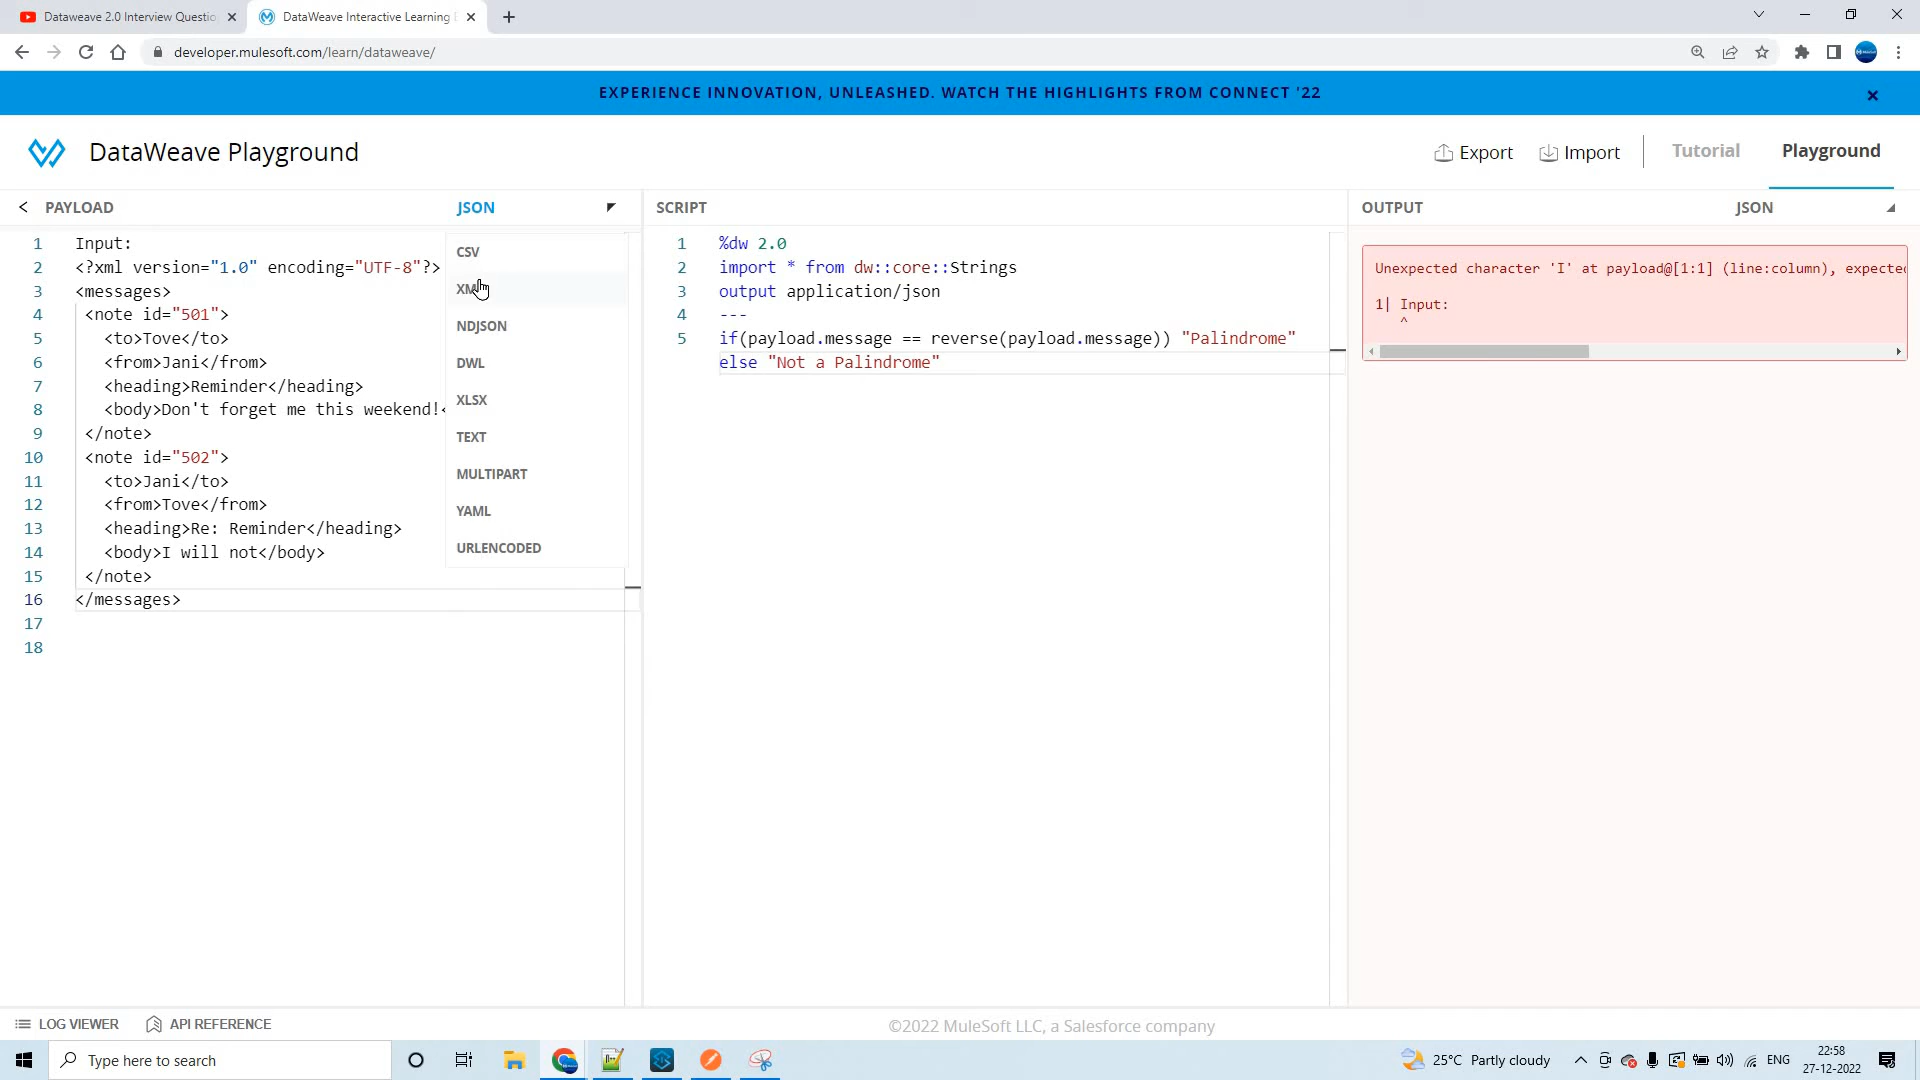 Dataweave 2.0 Interview Questio
DataWeave Interactive Learning
developer.mulesoft.com/learn/dataweave/
EXPERIENCE INNOVATION, UNLEASHED. WATCH THE HIGHLIGHTS FROM CONNECT '22
DataWeave Playground
Export
Import
Tutorial
Playground
PAYLOAD
JSON
1 Input:
2 <?xml version="1.0" encoding="UTF-8"?>
3 <messages>
4 <note id="501">
5 <to>Tove</to>
6 <from>Jani</from>
7 <heading>Reminder</heading>
8 <body>Don't forget me this weekend!<
9 </note>
10 <note id="502">
11 <to>Jani</to>
12 <from>Tove</from>
13 <heading>Re: Reminder</heading>
14 <body>I will not</body>
15 </note>
16 </messages>
17
18
CSV
XML
NDJSON
DWL
XLSX
TEXT
MULTIPART
YAML
URLENCODED
SCRIPT
1 %dw 2.0
2 import * from dw::core::Strings
3 output application/json
4 ---
5 if(payload.message == reverse(payload.message)) "Palindrome"
else "Not a Palindrome"
OUTPUT
JSON
Unexpected character 'I' at payload@[1:1] (line:column), expected
1| Input:
^
LOG VIEWER
API REFERENCE
©2022 MuleSoft LLC, a Salesforce company
Type here to search
25°C Partly cloudy
ENG
22:58
27-12-2022